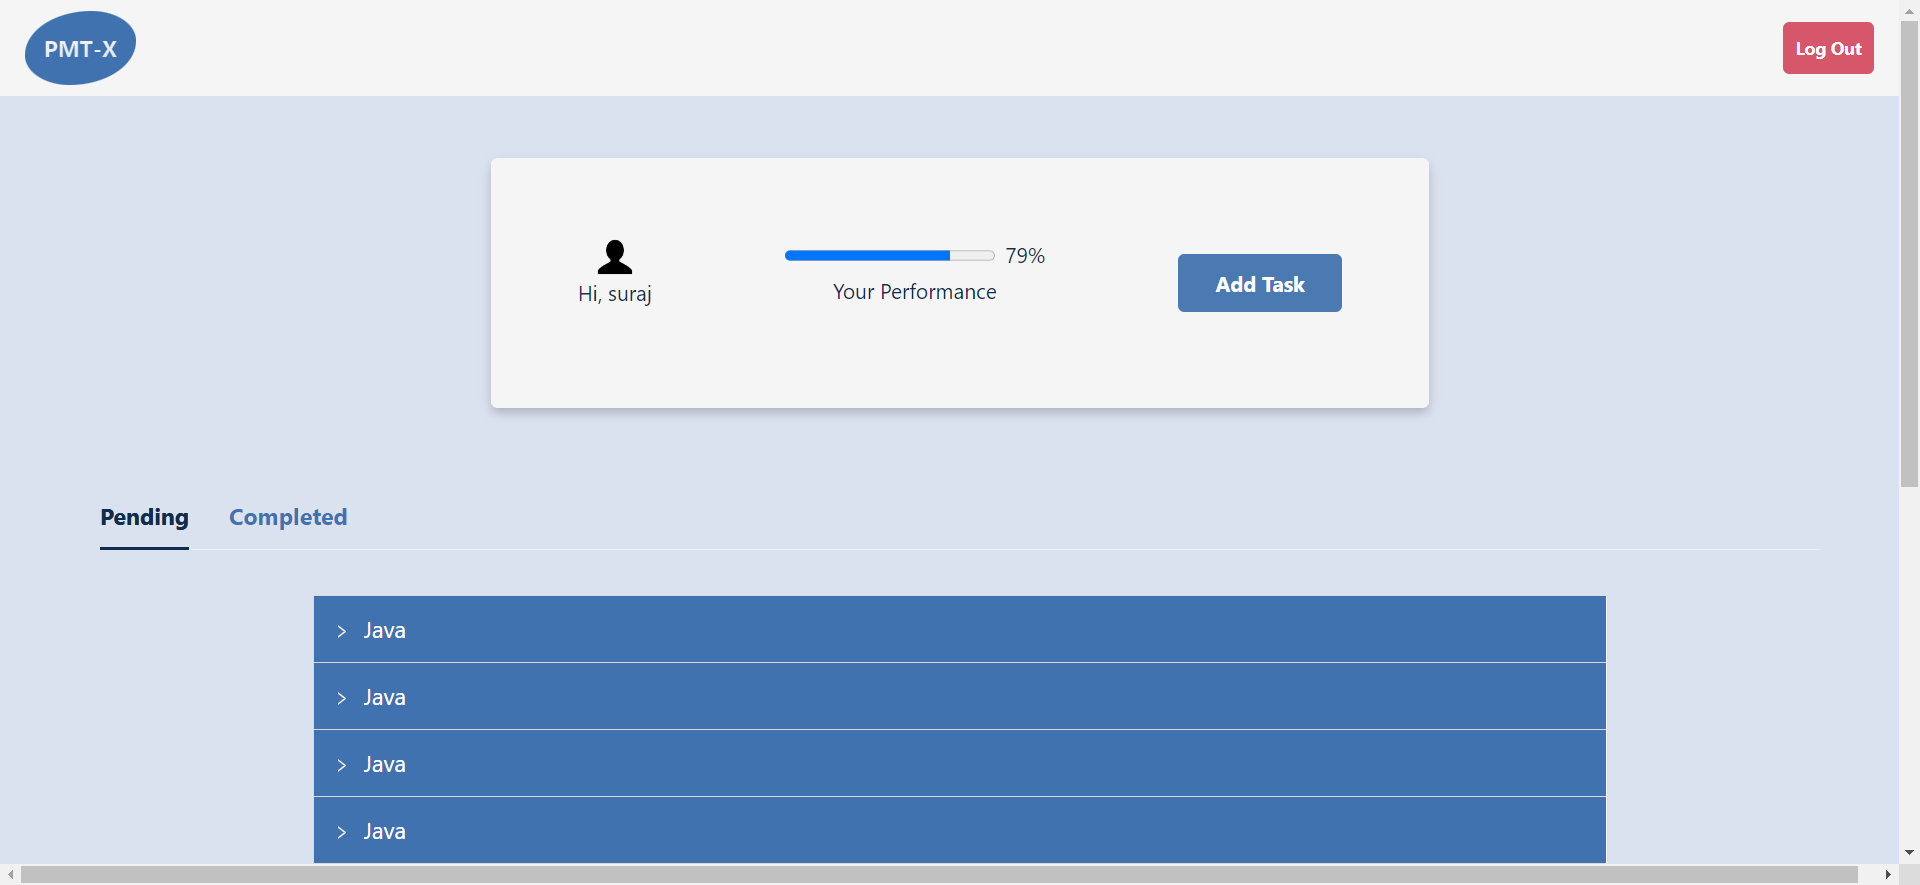 PMT-X
Log Out
79%
Hi, suraj
Your Performance
Add Task
Pending
Completed
Java
Java
Java
Java